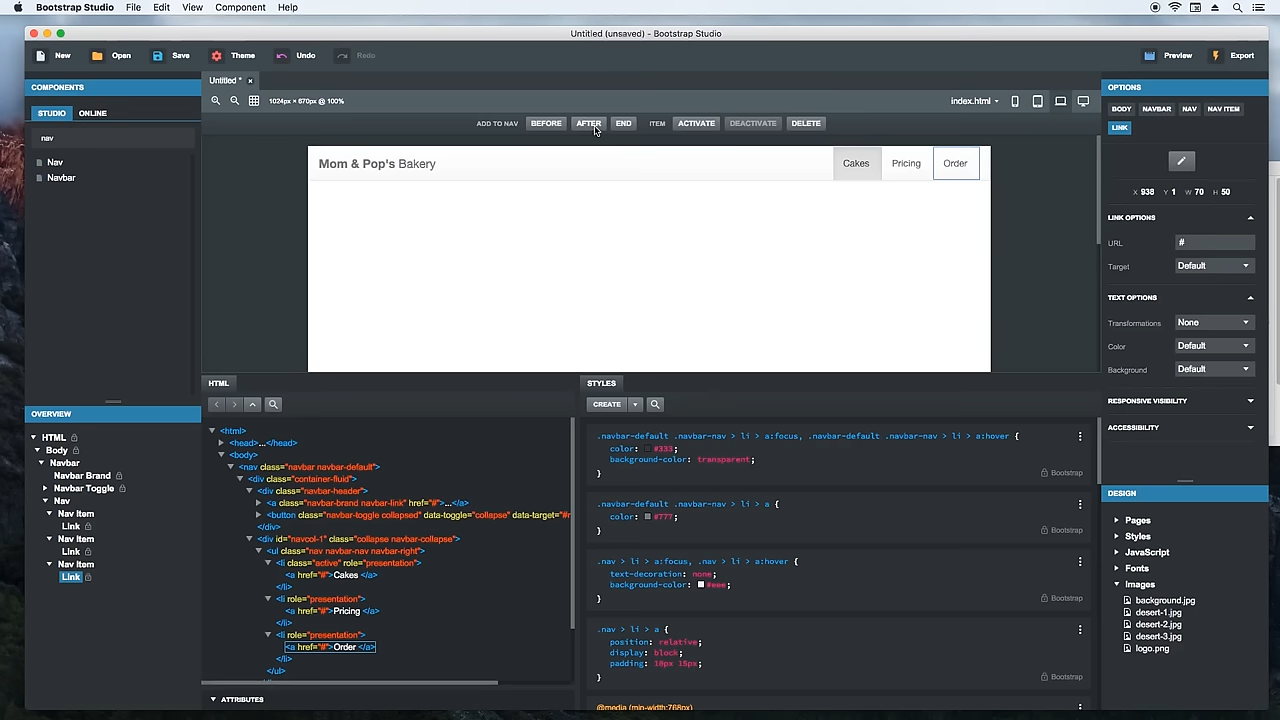 Bootstrap Studio File Edit View Component Help
Untitled (unsaved) - Bootstrap Studio
New Open Save Theme Undo Redo Preview Export
COMPONENTS
STUDIO ONLINE
nav
Nav
Navbar
Untitled *
1024px × 670px @ 100%
index.html
ADD TO NAV BEFORE AFTER END ITEM ACTIVATE DEACTIVATE DELETE
Mom & Pop's Bakery
Cakes Pricing Order
OPTIONS
BODY NAVBAR NAV NAV ITEM
LINK
X 938 Y 1 W 70 H 50
LINK OPTIONS
URL #
Target Default
TEXT OPTIONS
Transformations None
Color Default
Background Default
RESPONSIVE VISIBILITY
ACCESSIBILITY
OVERVIEW
HTML
Body
Navbar
Navbar Brand
Navbar Toggle
Nav
Nav Item
Link
Nav Item
Link
Nav Item
Link
HTML
<html>
<head>...</head>
<body>
<nav class="navbar navbar-default">
<div class="container-fluid">
<div class="navbar-header">
<a class="navbar-brand navbar-link" href="#">...</a>
<button class="navbar-toggle collapsed" data-toggle="collapse" data-target="#n
</div>
<div id="navcol-1" class="collapse navbar-collapse">
<ul class="nav navbar-nav navbar-right">
<li class="active" role="presentation">
<a href="#">Cakes </a>
</li>
<li role="presentation">
<a href="#">Pricing </a>
</li>
<li role="presentation">
<a href="#">Order </a>
</li>
</ul>
ATTRIBUTES
STYLES
CREATE
.navbar-default .navbar-nav > li > a:focus, .navbar-default .navbar-nav > li > a:hover {
color: #333;
background-color: transparent;
}
Bootstrap
.navbar-default .navbar-nav > li > a {
color: #777;
}
Bootstrap
.nav > li > a:focus, .nav > li > a:hover {
text-decoration: none;
background-color: #eee;
}
Bootstrap
.nav > li > a {
position: relative;
display: block;
padding: 10px 15px;
}
Bootstrap
@media (min-width:768px)
DESIGN
Pages
Styles
JavaScript
Fonts
Images
background.jpg
desert-1.jpg
desert-2.jpg
desert-3.jpg
logo.png